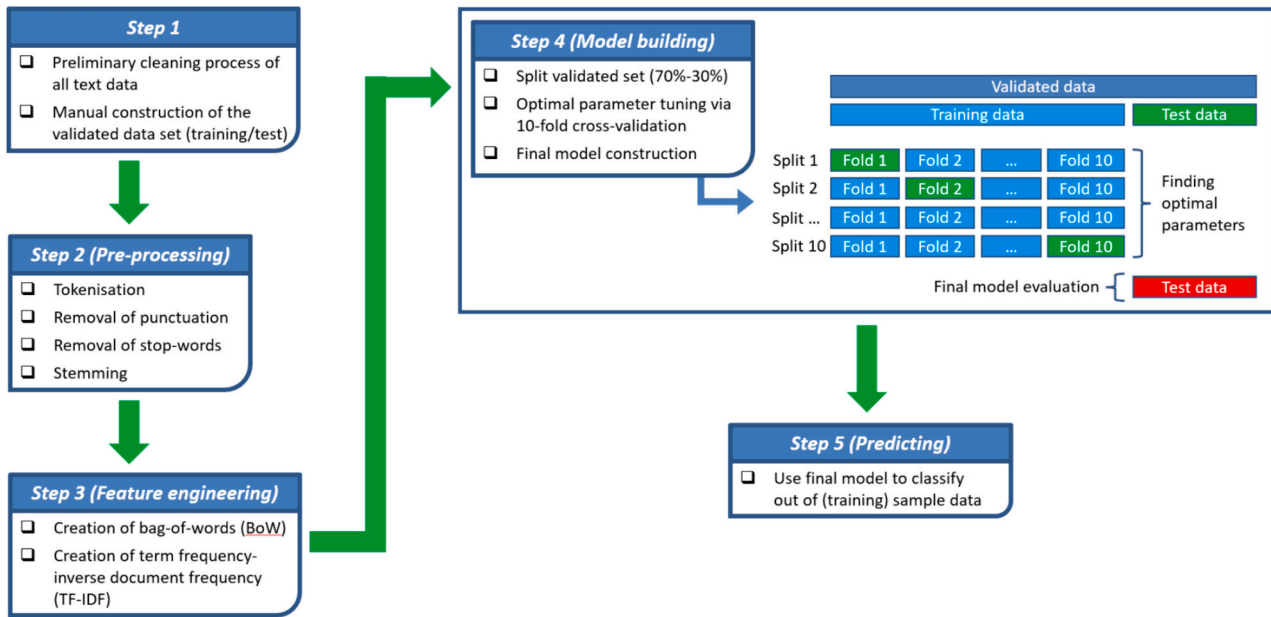 Step 1
❑ Preliminary cleaning process of
all text data
❑ Manual construction of the
validated data set (training/test)
Step 2 (Pre-processing)
❑ Tokenisation
❑ Removal of punctuation
❑ Removal of stop-words
❑ Stemming
Step 3 (Feature engineering)
❑ Creation of bag-of-words (BoW)
❑ Creation of term frequency-
inverse document frequency
(TF-IDF)
Step 4 (Model building)
❑ Split validated set (70%-30%)
❑ Optimal parameter tuning via
10-fold cross-validation
❑ Final model construction
Validated data
Training data Test data
Split 1 Fold 1 Fold 2 ... Fold 10
Split 2 Fold 1 Fold 2 ... Fold 10
Split ... Fold 1 Fold 2 ... Fold 10
Split 10 Fold 1 Fold 2 ... Fold 10
Finding
optimal
parameters
Final model evaluation Test data
Step 5 (Predicting)
❑ Use final model to classify
out of (training) sample data